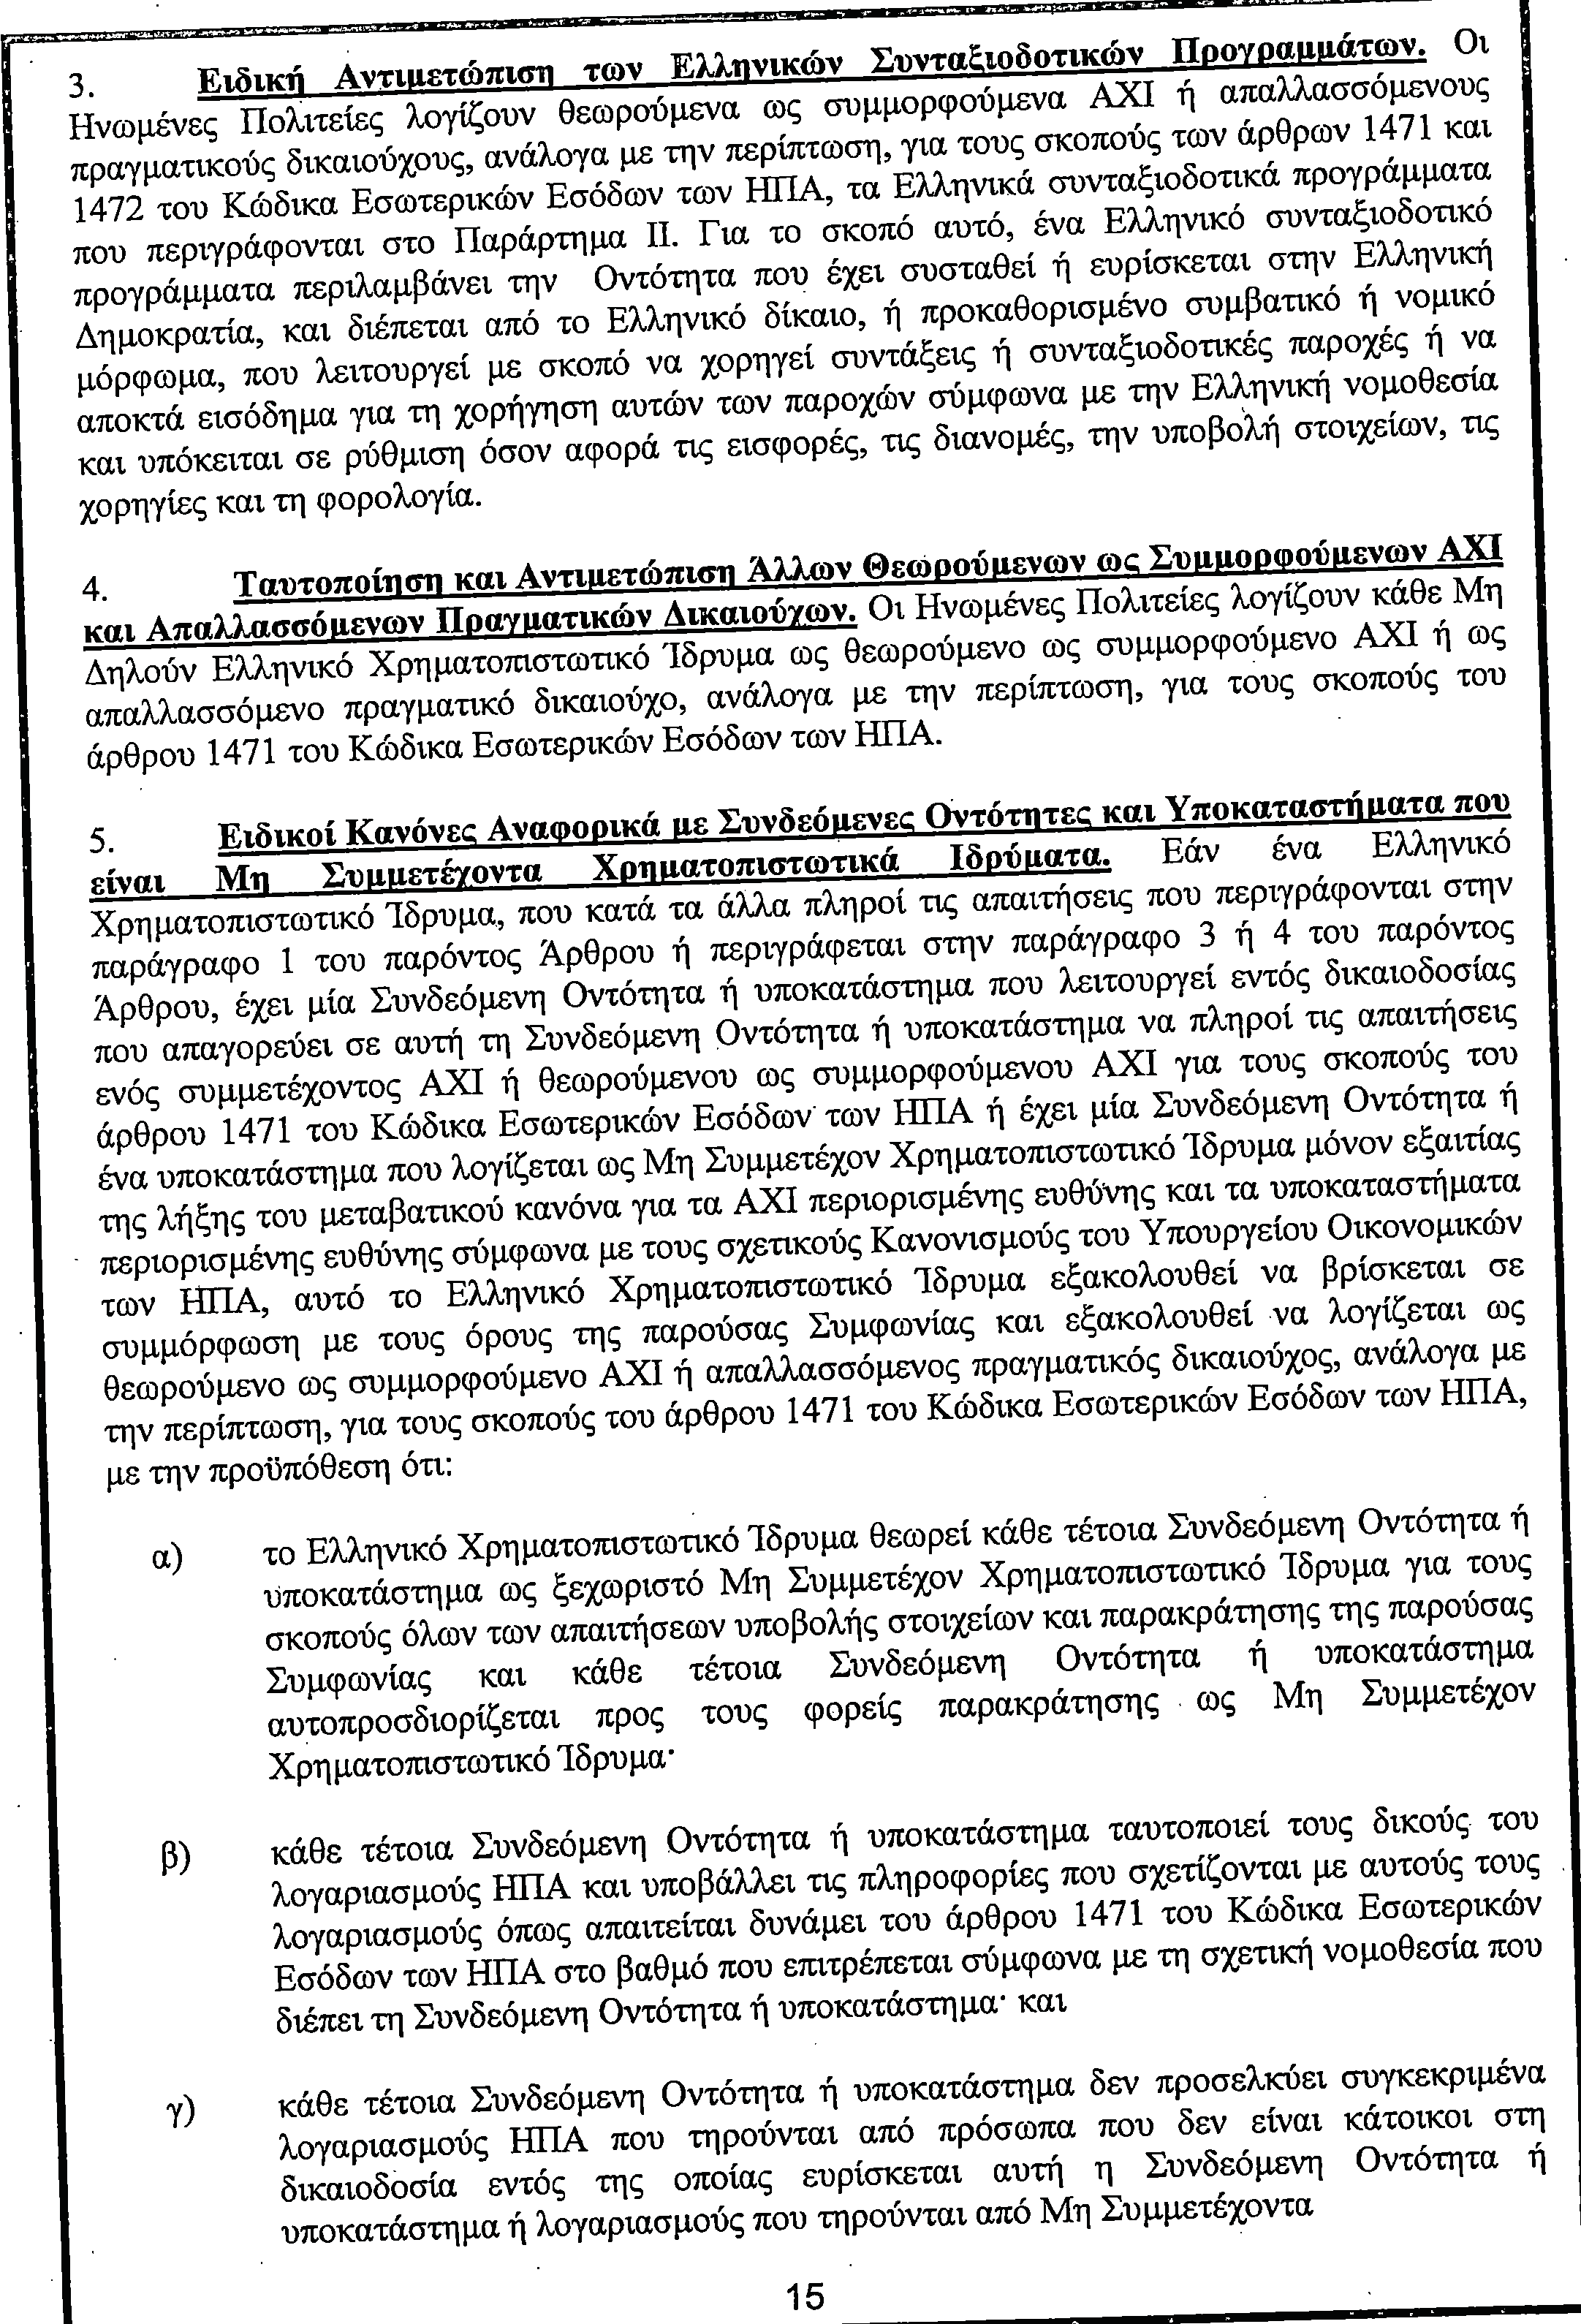 3. Ειδική Αντιμετώπιση των Ελληνικών Συνταξιοδοτικών Προγραμμάτων. Οι
Ηνωμένες Πολιτείες λογίζουν θεωρούμενα ως συμμορφούμενα ΑΧΙ ή απαλλασσόμενους
πραγματικούς δικαιούχους, ανάλογα με την περίπτωση, για τους σκοπούς των άρθρων 1471 και
1472 του Κώδικα Εσωτερικών Εσόδων των ΗΠΑ, τα Ελληνικά συνταξιοδοτικά προγράμματα
που περιγράφονται στο Παράρτημα ΙΙ. Για το σκοπό αυτό, ένα Ελληνικό συνταξιοδοτικό
προγράμματα περιλαμβάνει την Οντότητα που έχει συσταθεί ή ευρίσκεται στην Ελληνική
Δημοκρατία, και διέπεται από το Ελληνικό δίκαιο, ή προκαθορισμένο συμβατικό ή νομικό
μόρφωμα, που λειτουργεί με σκοπό να χορηγεί συντάξεις ή συνταξιοδοτικές παροχές ή να
αποκτά εισόδημα για τη χορήγηση αυτών των παροχών σύμφωνα με την Ελληνική νομοθεσία
και υπόκειται σε ρύθμιση όσον αφορά τις εισφορές, τις διανομές, την υποβολή στοιχείων, τις
χορηγίες και τη φορολογία.
4. Ταυτοποίηση και Αντιμετώπιση Άλλων Θεωρούμενων ως Συμμορφούμενων ΑΧΙ
και Απαλλασσόμενων Πραγματικών Δικαιούχων. Οι Ηνωμένες Πολιτείες λογίζουν κάθε Μη
Δηλούν Ελληνικό Χρηματοπιστωτικό Ίδρυμα ως θεωρούμενο ως συμμορφούμενο ΑΧΙ ή ως
απαλλασσόμενο πραγματικό δικαιούχο, ανάλογα με την περίπτωση, για τους σκοπούς του
άρθρου 1471 του Κώδικα Εσωτερικών Εσόδων των ΗΠΑ.
5. Ειδικοί Κανόνες Αναφορικά με Συνδεόμενες Οντότητες και Υποκαταστήματα που
είναι Μη Συμμετέχοντα Χρηματοπιστωτικά Ιδρύματα. Εάν ένα Ελληνικό
Χρηματοπιστωτικό Ίδρυμα, που κατά τα άλλα πληροί τις απαιτήσεις που περιγράφονται στην
παράγραφο 1 του παρόντος Άρθρου ή περιγράφεται στην παράγραφο 3 ή 4 του παρόντος
Άρθρου, έχει μία Συνδεόμενη Οντότητα ή υποκατάστημα που λειτουργεί εντός δικαιοδοσίας
που απαγορεύει σε αυτή τη Συνδεόμενη Οντότητα ή υποκατάστημα να πληροί τις απαιτήσεις
ενός συμμετέχοντος ΑΧΙ ή θεωρούμενου ως συμμορφούμενου ΑΧΙ για τους σκοπούς του
άρθρου 1471 του Κώδικα Εσωτερικών Εσόδων των ΗΠΑ ή έχει μία Συνδεόμενη Οντότητα ή
ένα υποκατάστημα που λογίζεται ως Μη Συμμετέχον Χρηματοπιστωτικό Ίδρυμα μόνον εξαιτίας
της λήξης του μεταβατικού κανόνα για τα ΑΧΙ περιορισμένης ευθύνης και τα υποκαταστήματα
περιορισμένης ευθύνης σύμφωνα με τους σχετικούς Κανονισμούς του Υπουργείου Οικονομικών
των ΗΠΑ, αυτό το Ελληνικό Χρηματοπιστωτικό Ίδρυμα εξακολουθεί να βρίσκεται σε
συμμόρφωση με τους όρους της παρούσας Συμφωνίας και εξακολουθεί να λογίζεται ως
θεωρούμενο ως συμμορφούμενο ΑΧΙ ή απαλλασσόμενος πραγματικός δικαιούχος, ανάλογα με
την περίπτωση, για τους σκοπούς του άρθρου 1471 του Κώδικα Εσωτερικών Εσόδων των ΗΠΑ,
με την προϋπόθεση ότι:
α) το Ελληνικό Χρηματοπιστωτικό Ίδρυμα θεωρεί κάθε τέτοια Συνδεόμενη Οντότητα ή
υποκατάστημα ως ξεχωριστό Μη Συμμετέχον Χρηματοπιστωτικό Ίδρυμα για τους
σκοπούς όλων των απαιτήσεων υποβολής στοιχείων και παρακράτησης της παρούσας
Συμφωνίας και κάθε τέτοια Συνδεόμενη Οντότητα ή υποκατάστημα
αυτοπροσδιορίζεται προς τους φορείς παρακράτησης ως Μη Συμμετέχον
Χρηματοπιστωτικό Ίδρυμα·
β) κάθε τέτοια Συνδεόμενη Οντότητα ή υποκατάστημα ταυτοποιεί τους δικούς του
λογαριασμούς ΗΠΑ και υποβάλλει τις πληροφορίες που σχετίζονται με αυτούς τους
λογαριασμούς όπως απαιτείται δυνάμει του άρθρου 1471 του Κώδικα Εσωτερικών
Εσόδων των ΗΠΑ στο βαθμό που επιτρέπεται σύμφωνα με τη σχετική νομοθεσία που
διέπει τη Συνδεόμενη Οντότητα ή υποκατάστημα· και
γ) κάθε τέτοια Συνδεόμενη Οντότητα ή υποκατάστημα δεν προσελκύει συγκεκριμένα
λογαριασμούς ΗΠΑ που τηρούνται από πρόσωπα που δεν είναι κάτοικοι στη
δικαιοδοσία εντός της οποίας ευρίσκεται αυτή η Συνδεόμενη Οντότητα ή
υποκατάστημα ή λογαριασμούς που τηρούνται από Μη Συμμετέχοντα
15